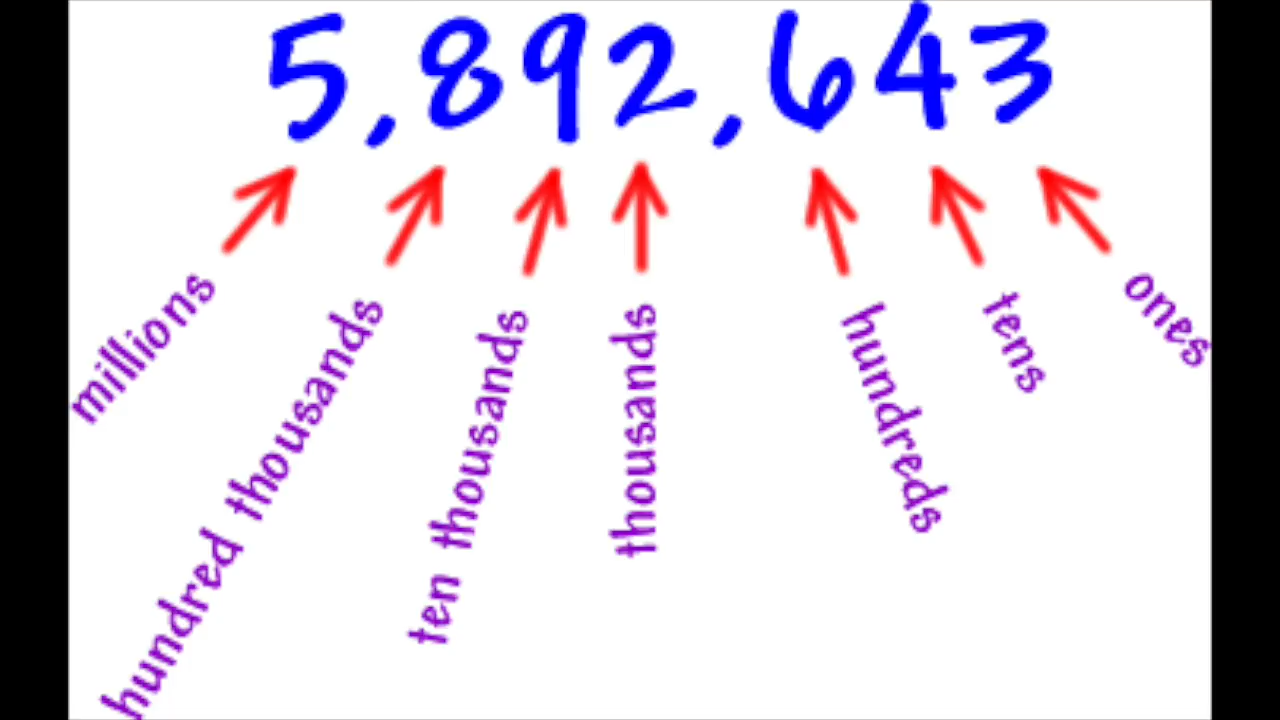 5,892,643
millions
hundred thousands
ten thousands
thousands
hundreds
tens
ones